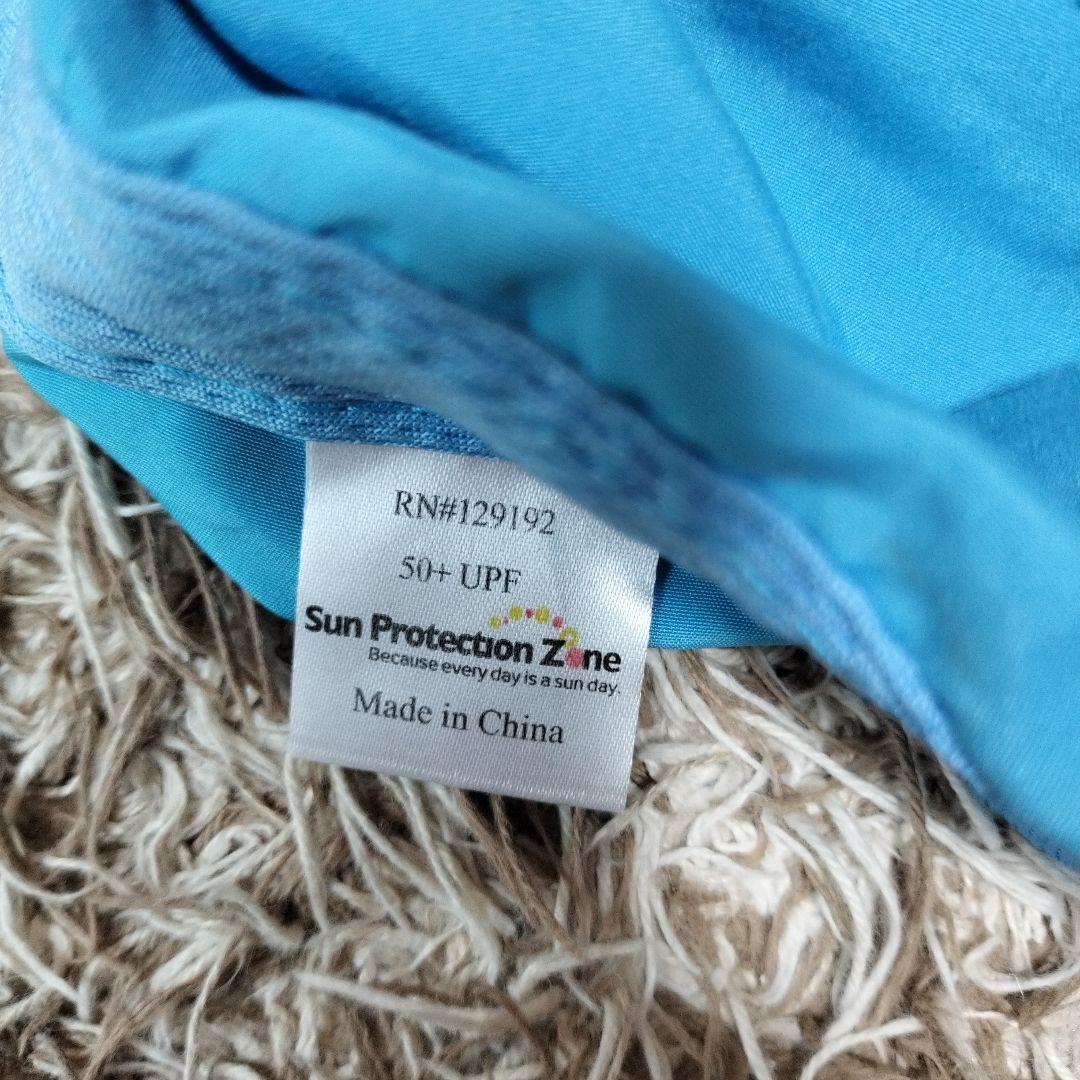 RN#129192
50+ UPF
Sun Protection Zone
Because every day is a sun day.
Made in China